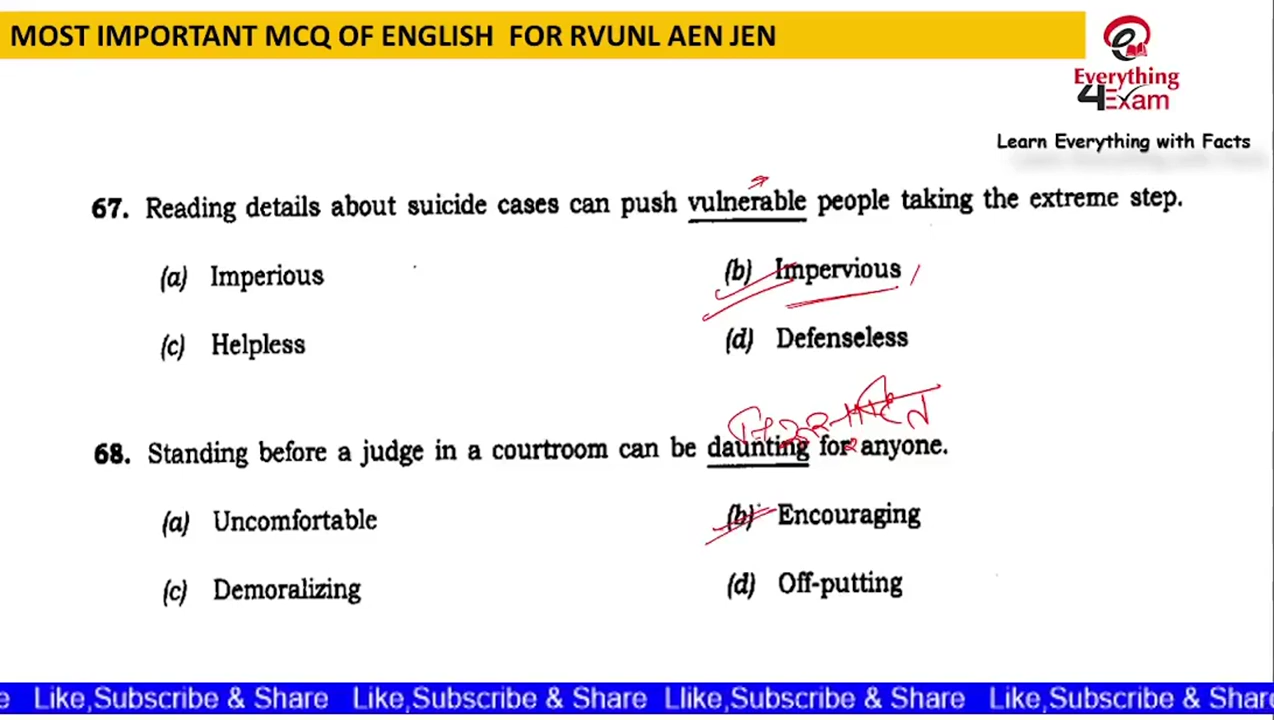 MOST IMPORTANT MCQ OF ENGLISH FOR RVUNL AEN JEN
Everything
4Exam
Learn Everything with Facts
67. Reading details about suicide cases can push vulnerable people taking the extreme step.
(a) Imperious
(b) Impervious
(c) Helpless
(d) Defenseless
68. Standing before a judge in a courtroom can be daunting for anyone.
(a) Uncomfortable
(b) Encouraging
(c) Demoralizing
(d) Off-putting
e Like,Subscribe & Share Like,Subscribe & Share Llike,Subscribe & Share Like,Subscribe & Share